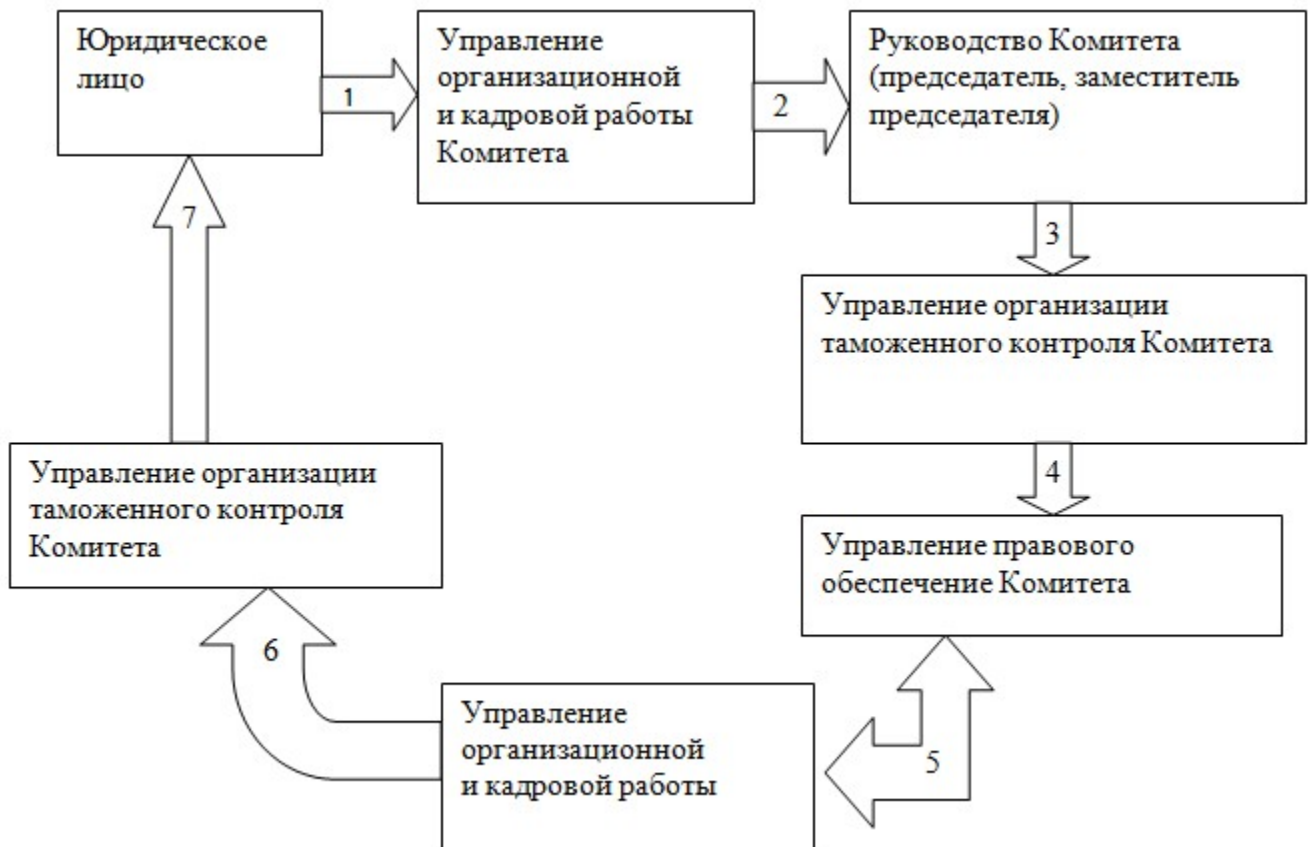 Юридическое
лицо
1
Управление
организационной
и кадровой работы
Комитета
2
Руководство Комитета
(председатель, заместитель
председателя)
3
Управление организации
таможенного контроля Комитета
4
Управление правового
обеспечение Комитета
5
Управление
организационной
и кадровой работы
6
Управление организации
таможенного контроля
Комитета
7